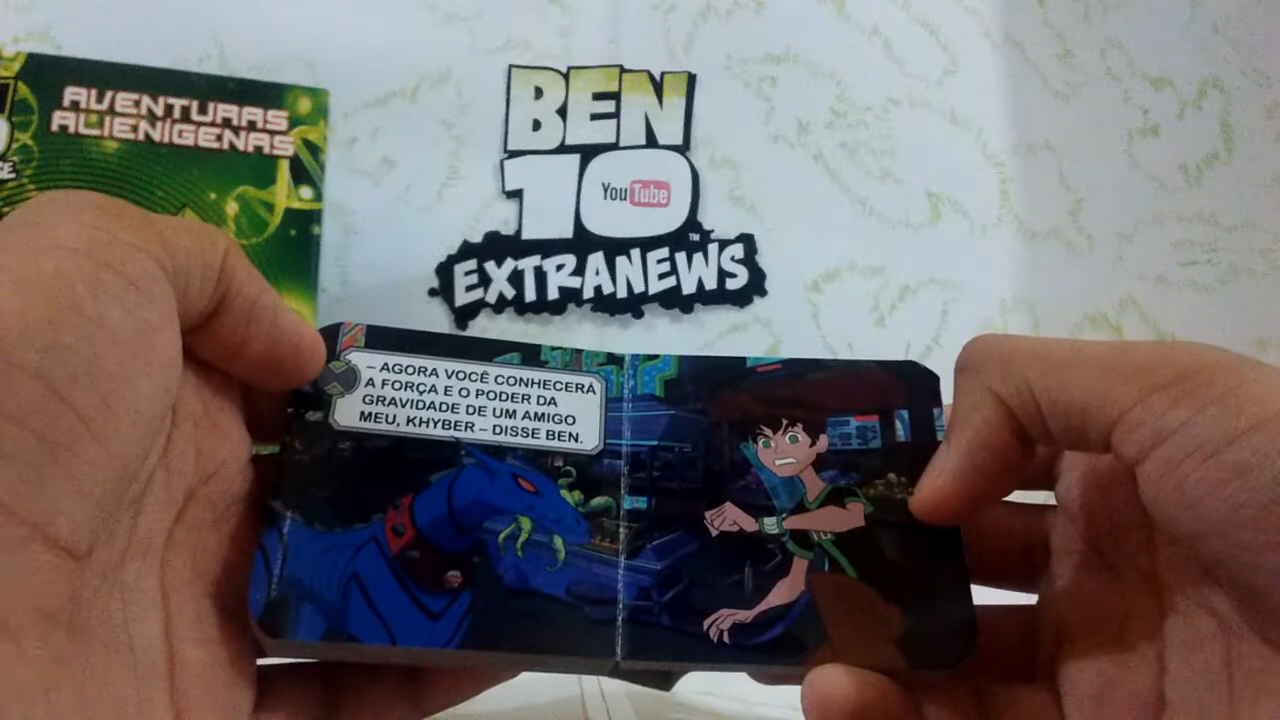 AVENTURAS
ALIENÍGENAS
BEN
10
YouTube
EXTRANEWS
™
– AGORA VOCÊ CONHECERÁ
A FORÇA E O PODER DA
GRAVIDADE DE UM AMIGO
MEU, KHYBER – DISSE BEN.